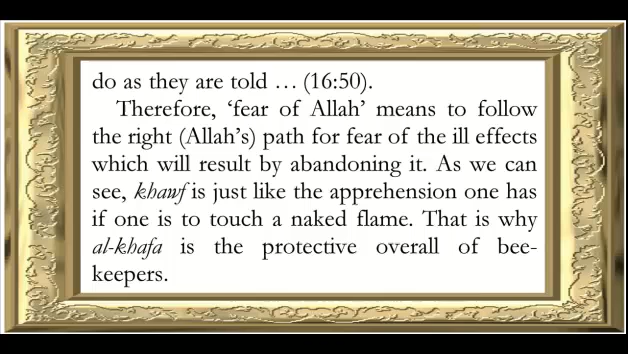 do as they are told … (16:50).
Therefore, ‘fear of Allah’ means to follow
the right (Allah’s) path for fear of the ill effects
which will result by abandoning it. As we can
see, khawf is just like the apprehension one has
if one is to touch a naked flame. That is why
al-khafa is the protective overall of bee-
keepers.